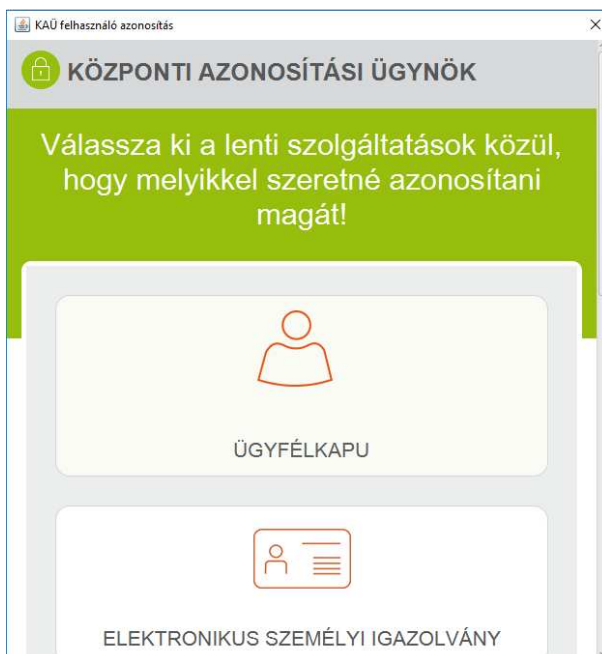 KAÜ felhasználó azonosítás
KÖZPONTI AZONOSÍTÁSI ÜGYNÖK
Válassza ki a lenti szolgáltatások közül,
hogy melyikkel szeretné azonosítani
magát!
ÜGYFÉLKAPU
ELEKTRONIKUS SZEMÉLYI IGAZOLVÁNY